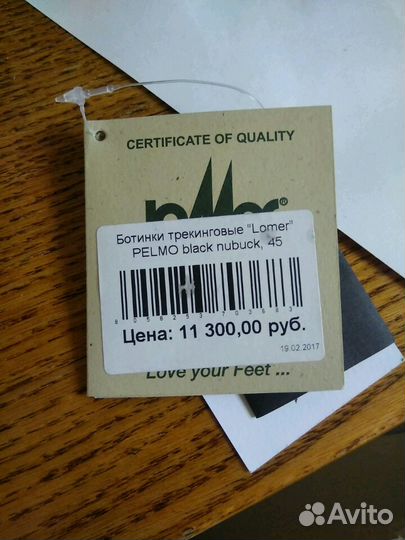 CERTIFICATE OF QUALITY
Ботинки трекинговые "Lomer"
PELMO black nubuck, 45
Цена: 11 300,00 руб.
19.02.2017
Love your Feet ...
Avito